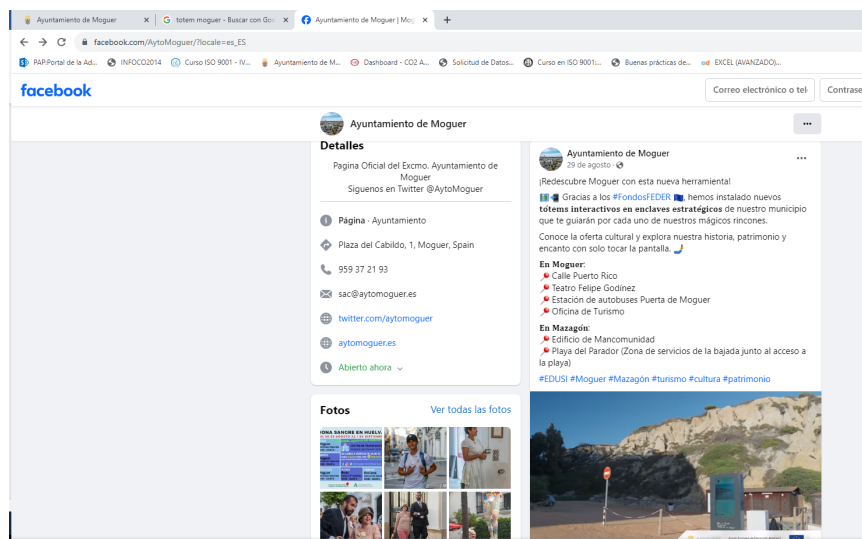 Ayuntamiento de Moguer
totem moguer - Buscar con Goo
Ayuntamiento de Moguer | Mog
facebook.com/AytoMoguer/?locale=es_ES
PAP:Portal de la Ad...
INFOCO2014
Curso ISO 9001 - IV...
Ayuntamiento de M...
Dashboard - CO2 A...
Solicitud de Datos...
Curso en ISO 9001:...
Buenas prácticas de...
EXCEL (AVANZADO)...
facebook
Correo electrónico o tel
Contrase
Ayuntamiento de Moguer
Detalles
Pagina Oficial del Excmo. Ayuntamiento de
Moguer
Siguenos en Twitter @AytoMoguer
Página · Ayuntamiento
Plaza del Cabildo, 1, Moguer, Spain
959 37 21 93
sac@aytomoguer.es
twitter.com/aytomoguer
aytomoguer.es
Abierto ahora
Fotos
Ver todas las fotos
DONA SANGRE EN HUELV
Ayuntamiento de Moguer
29 de agosto ·
¡Redescubre Moguer con esta nueva herramienta!
Gracias a los #FondosFEDER , hemos instalado nuevos
tótems interactivos en enclaves estratégicos de nuestro municipio
que te guiarán por cada uno de nuestros mágicos rincones.
Conoce la oferta cultural y explora nuestra historia, patrimonio y
encanto con solo tocar la pantalla.
En Moguer:
Calle Puerto Rico
Teatro Felipe Godínez
Estación de autobuses Puerta de Moguer
Oficina de Turismo
En Mazagón:
Edificio de Mancomunidad
Playa del Parador (Zona de servicios de la bajada junto al acceso a
la playa)
#EDUSI #Moguer #Mazagón #turismo #cultura #patrimonio